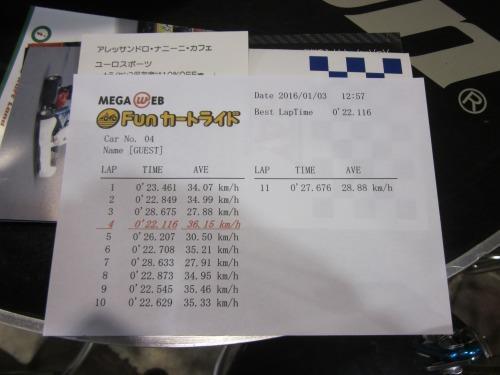 アレッサンドロ・ナニーニ・カフェ
ユーロスポーツ
MEGA WEB
Fun カートライド
Date 2016/01/03 12:57
Best LapTime 0'22.116
Car No. 04
Name [GUEST]
LAP TIME AVE
1 0'23.461 34.07 km/h
2 0'22.849 34.99 km/h
3 0'28.675 27.88 km/h
4 0'22.116 36.15 km/h
5 0'26.207 30.50 km/h
6 0'22.708 35.21 km/h
7 0'28.633 27.91 km/h
8 0'22.873 34.95 km/h
9 0'22.545 35.46 km/h
10 0'22.629 35.33 km/h
LAP TIME AVE
11 0'27.676 28.88 km/h
®